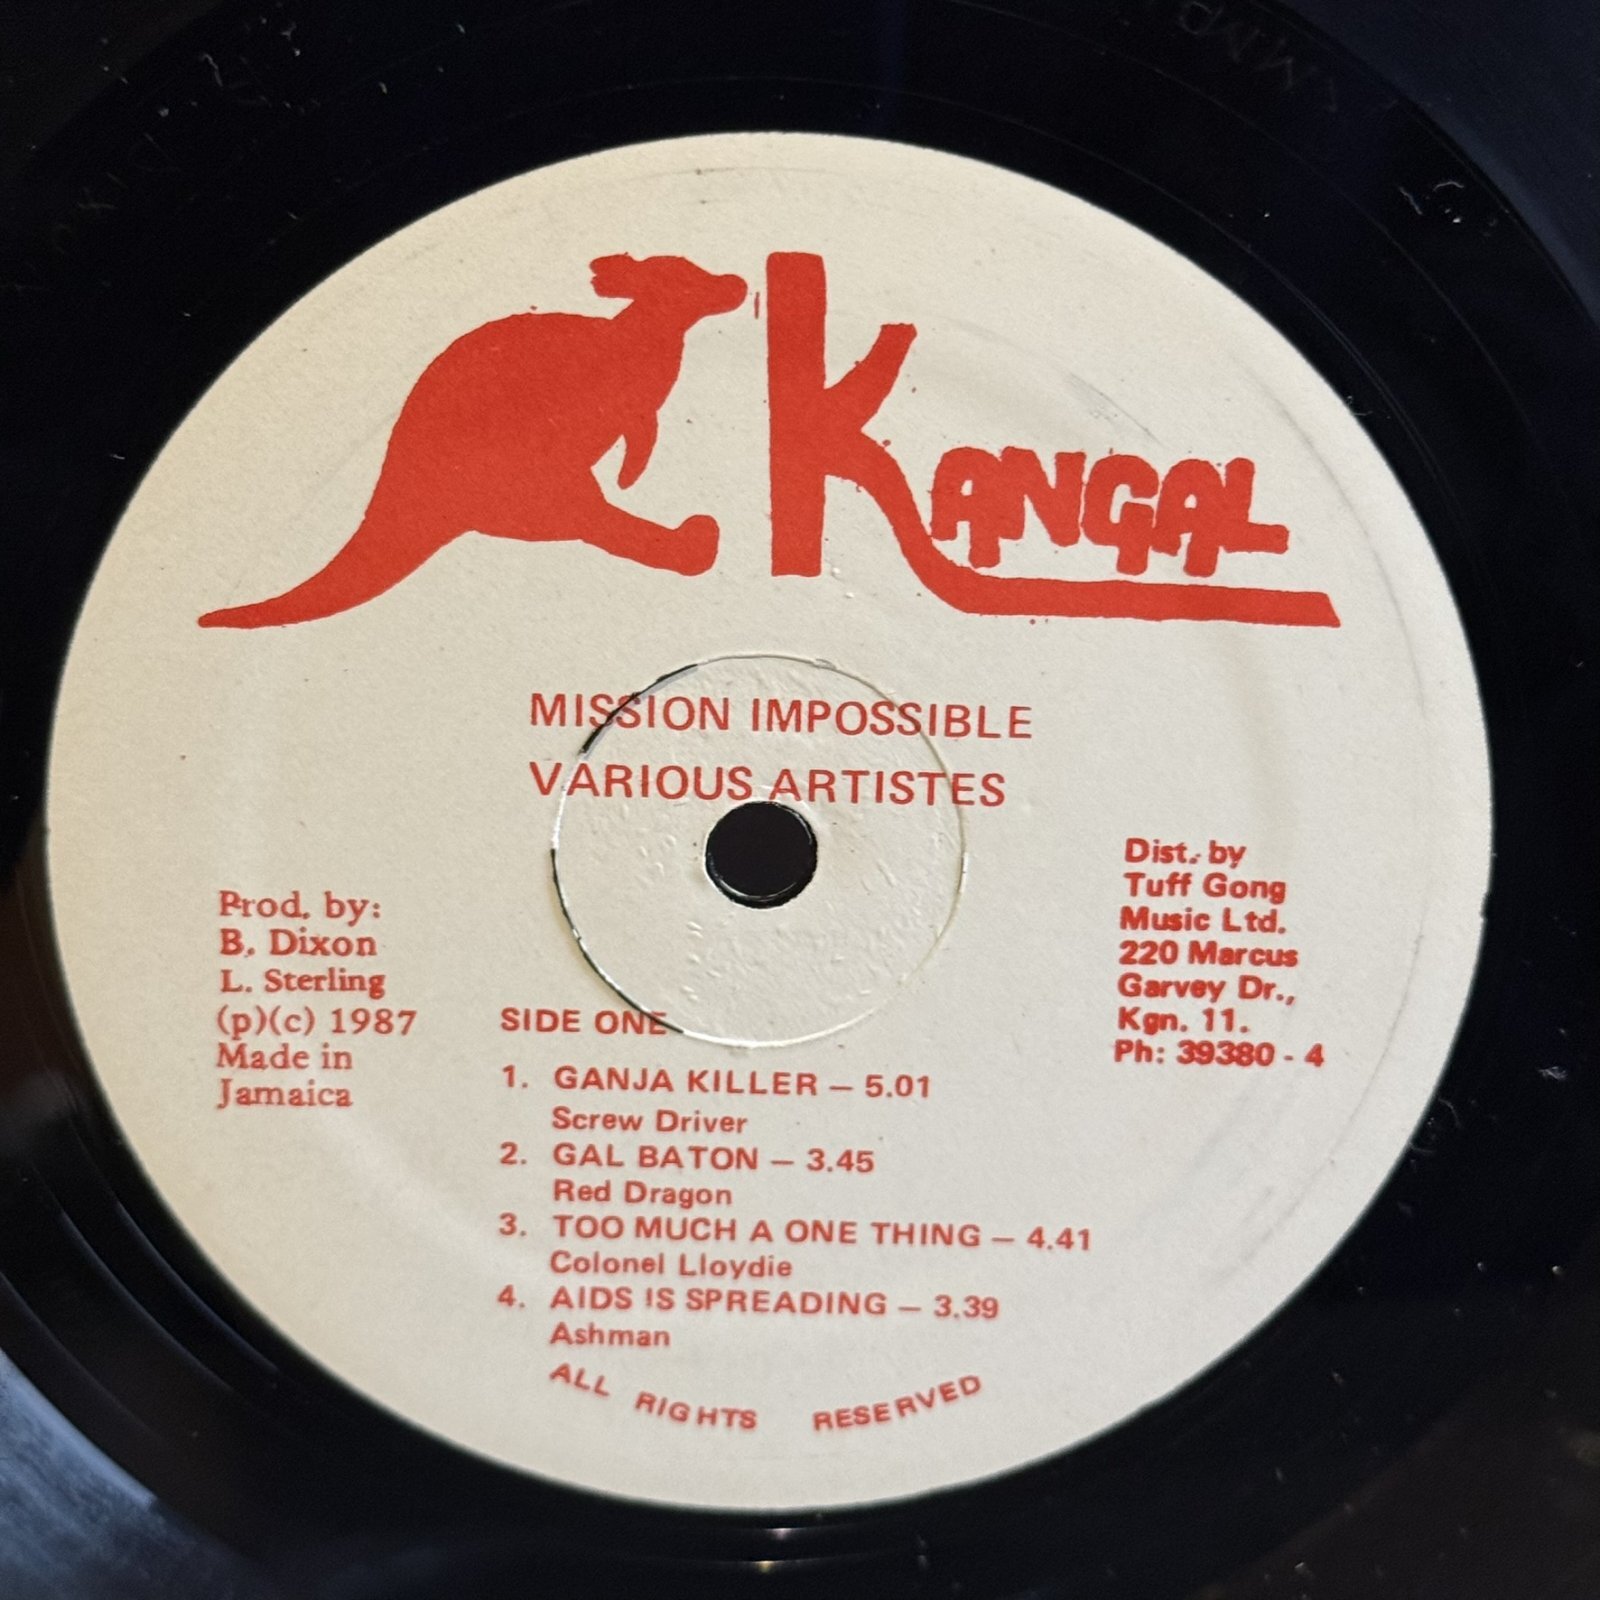 KANGAL
MISSION IMPOSSIBLE
VARIOUS ARTISTES
Prod. by:
B. Dixon
L. Sterling
(p)(c) 1987
Made in
Jamaica
Dist. by
Tuff Gong
Music Ltd.
220 Marcus
Garvey Dr.,
Kgn. 11.
Ph: 39380 - 4
SIDE ONE
1. GANJA KILLER — 5.01
Screw Driver
2. GAL BATON — 3.45
Red Dragon
3. TOO MUCH A ONE THING — 4.41
Colonel Lloydie
4. AIDS IS SPREADING — 3.39
Ashman
ALL RIGHTS RESERVED